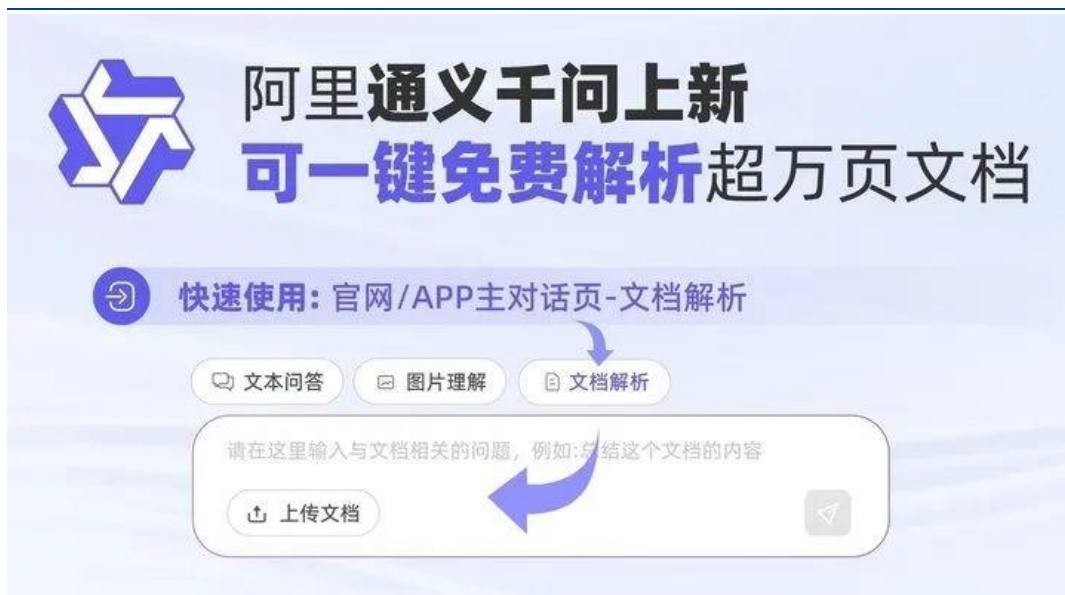 阿里通义千问上新
可一键免费解析超万页文档
快速使用: 官网/APP主对话页-文档解析
文本问答 图片理解 文档解析
请在这里输入与文档相关的问题, 例如:总结这个文档的内容
上传文档